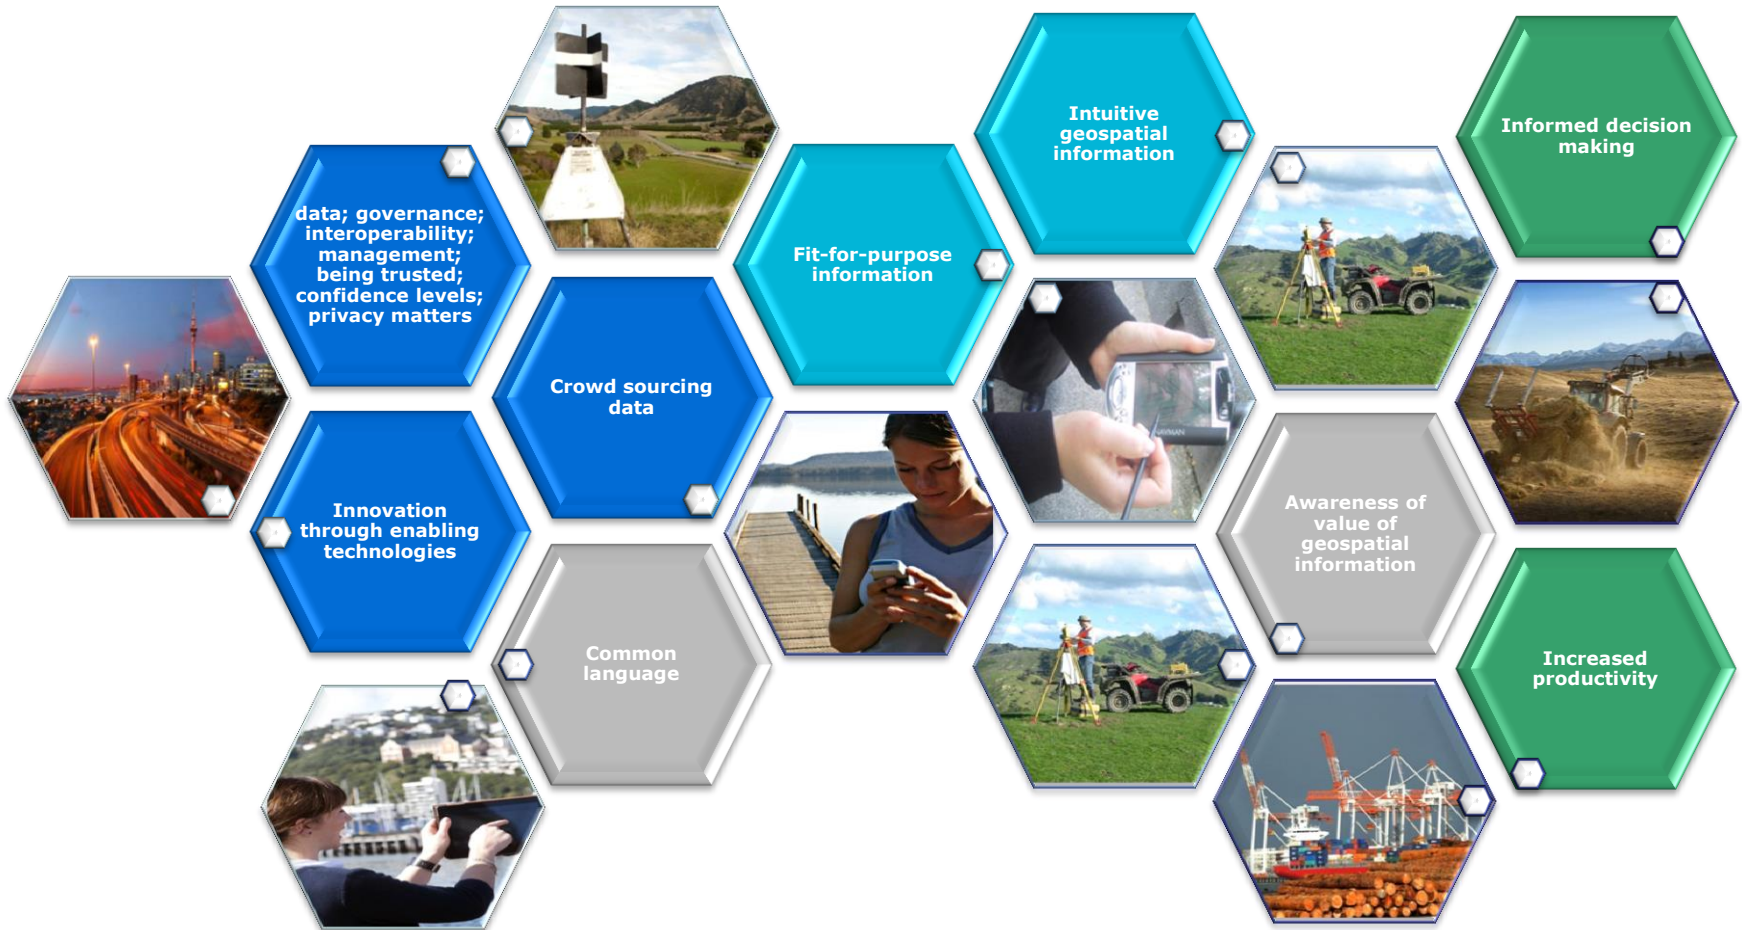 data; governance;
interoperability;
management;
being trusted;
confidence levels;
privacy matters
Innovation
through enabling
technologies
Crowd sourcing
data
Common
language
Fit-for-purpose
information
Intuitive
geospatial
information
Awareness of
value of
geospatial
information
Informed decision
making
Increased
productivity